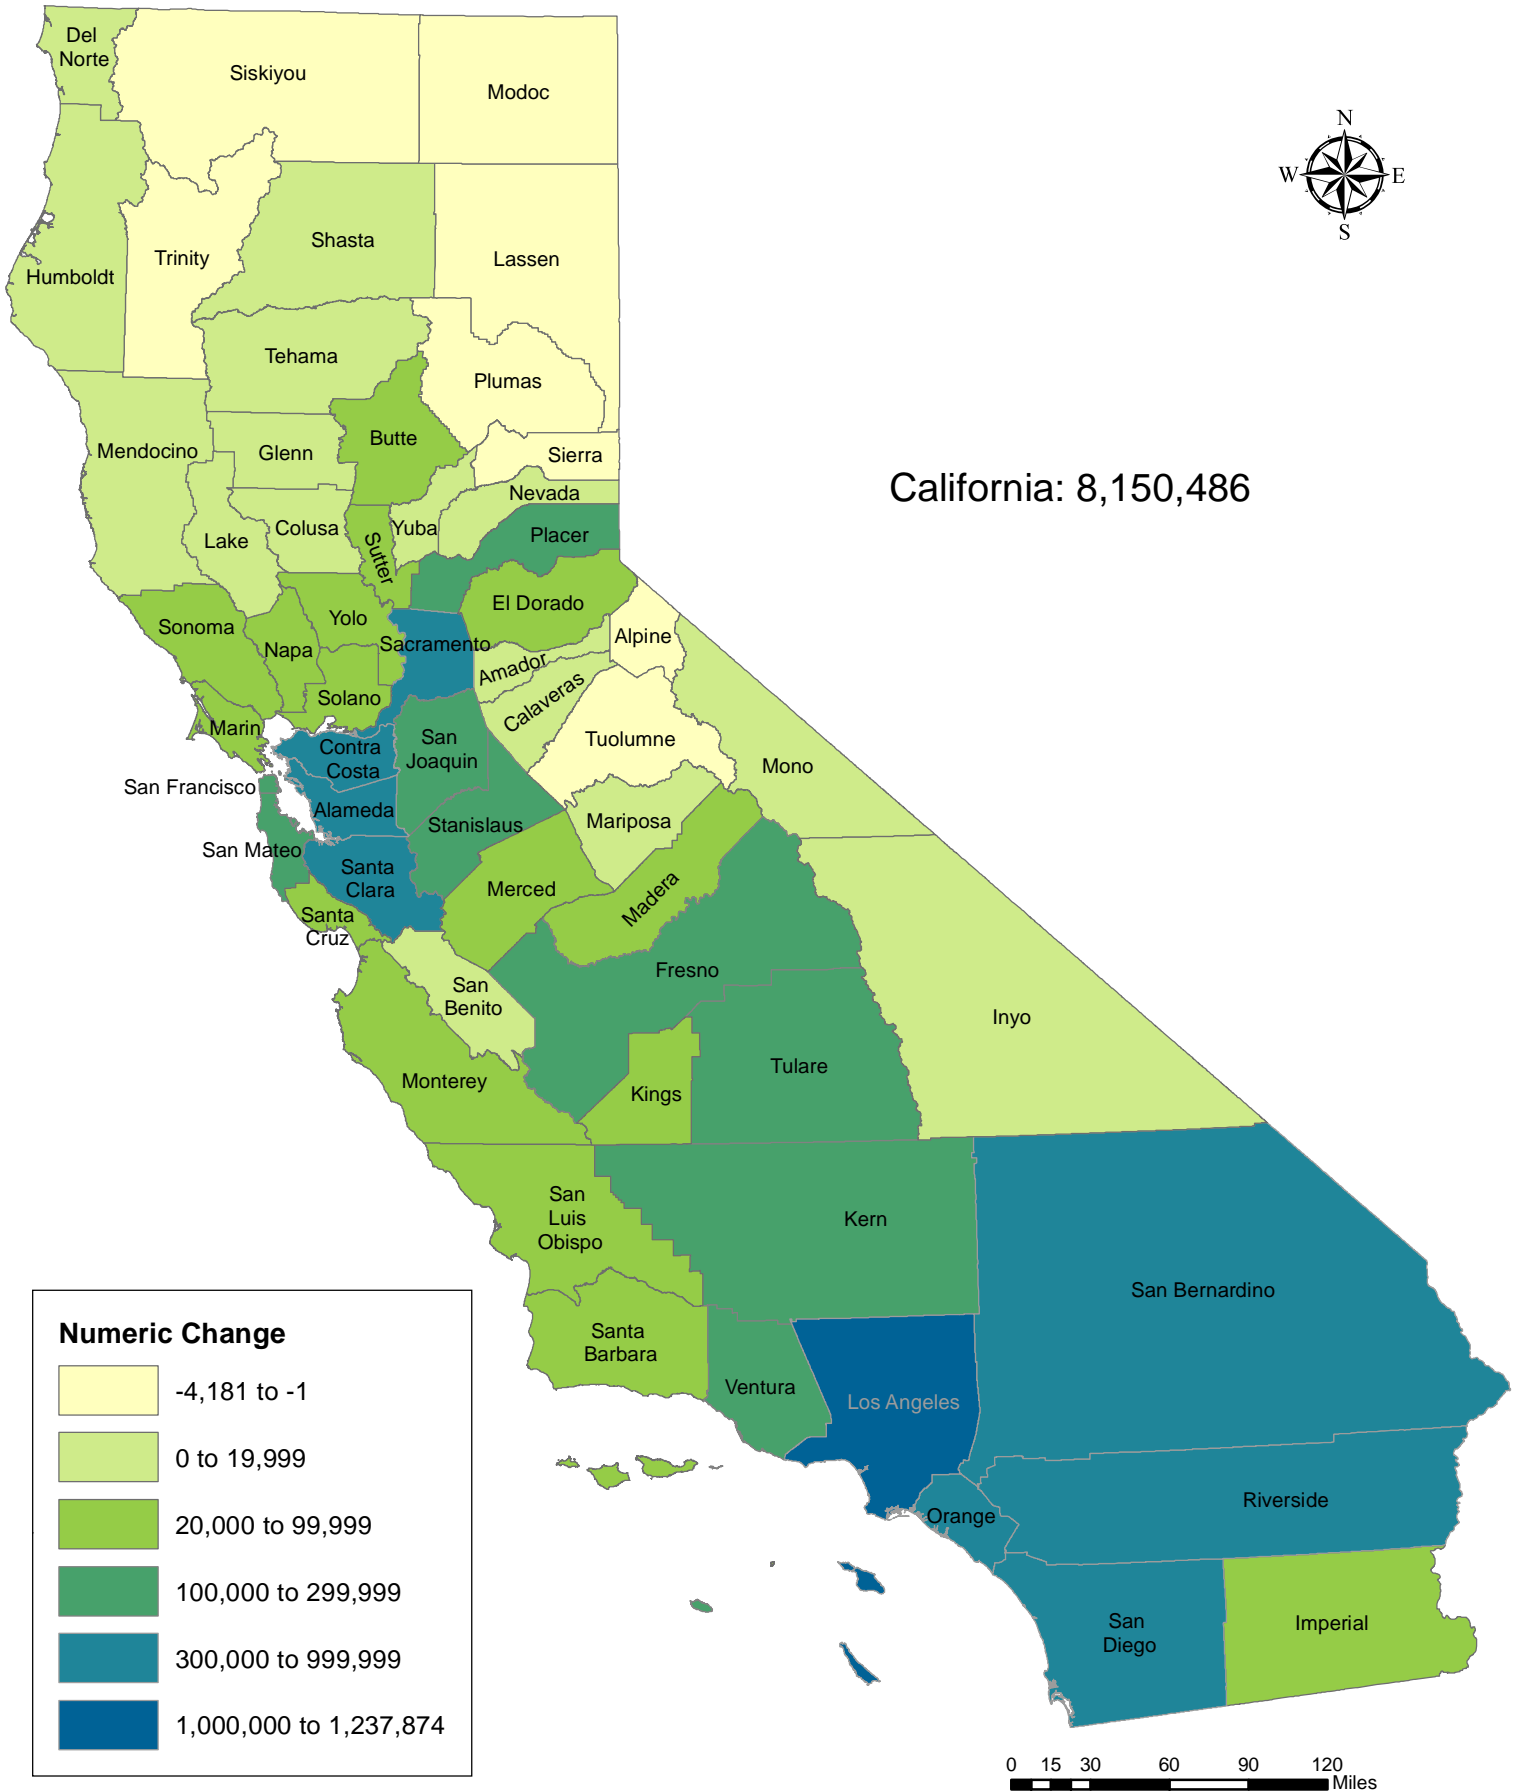 Del
Norte
Siskiyou
Modoc
N
W
E
S
Shasta
Trinity
Lassen
Humboldt
Tehama
Plumas
Butte
Mendocino
Glenn
Sierra
California: 8,150,486
Nevada
Colusa
Yuba
Placer
Lake
Sutter
El Dorado
Yolo
Sonoma
Alpine
Sacramento
Napa
Amador
Solano
Calaveras
Marin
San
Joaquin
Contra
Costa
Tuolumne
Mono
San Francisco
Alameda
Stanislaus
Mariposa
San Mateo
Santa
Clara
Merced
Madera
Santa
Cruz
Fresno
San
Benito
Inyo
Tulare
Monterey
Kings
San
Luis
Obispo
Kern
San Bernardino
Santa
Barbara
Ventura
Los Angeles
Riverside
Orange
San
Diego
Imperial
Numeric Change
-4,181 to -1
0 to 19,999
20,000 to 99,999
100,000 to 299,999
300,000 to 999,999
1,000,000 to 1,237,874
0 15 30 60 90 120
Miles